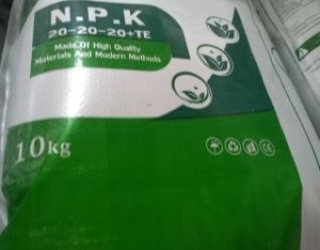 N.P.K
20-20-20+TE
Made Of High Quality
Materials And Modern Methods
10kg